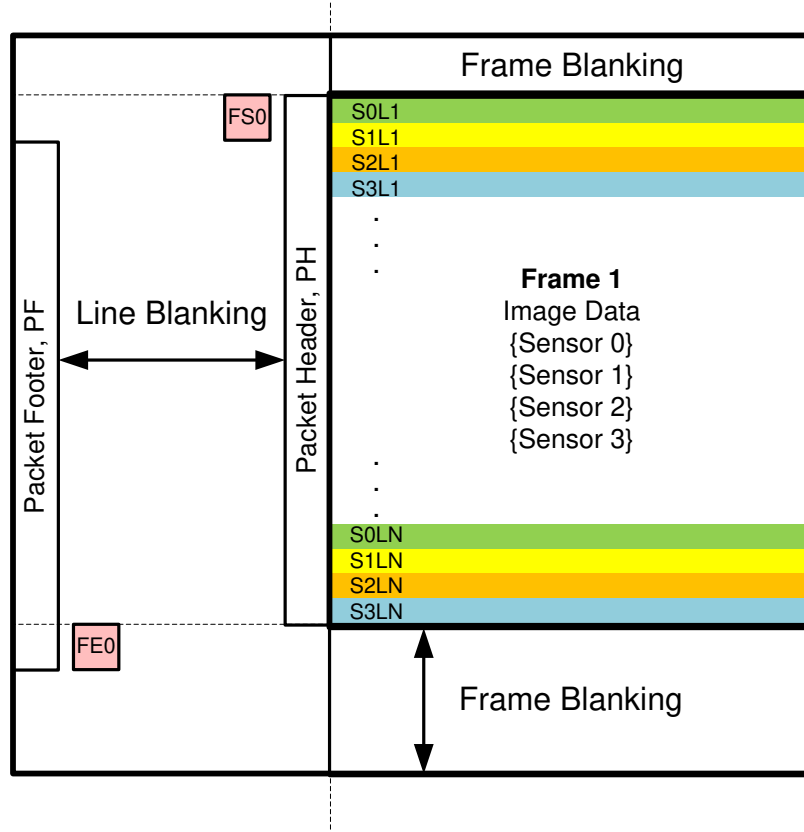 Frame Blanking
FS0
S0L1
S1L1
S2L1
S3L1
.
.
.
Packet Footer, PF
Line Blanking
Packet Header, PH
Frame 1
Image Data
{Sensor 0}
{Sensor 1}
{Sensor 2}
{Sensor 3}
.
.
.
S0LN
S1LN
S2LN
S3LN
FE0
Frame Blanking